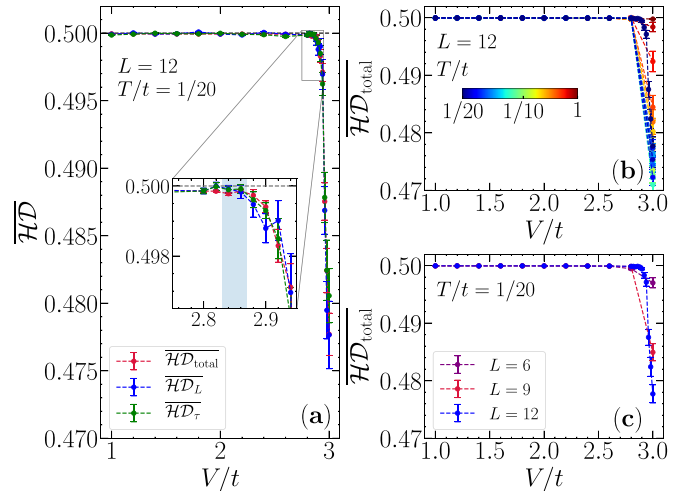 0.500
0.495
0.490
0.485
0.480
0.475
0.470
1
2
3
V/t
HD
L = 12
T/t = 1/20
0.500
0.498
2.8
2.9
HD_total
HD_L
HD_τ
(a)
0.50
0.49
0.48
0.47
1.0
1.5
2.0
2.5
3.0
V/t
HD_total
L = 12
T/t
1/20
1/10
1
(b)
0.50
0.49
0.48
0.47
1.0
1.5
2.0
2.5
3.0
V/t
HD_total
T/t = 1/20
L = 6
L = 9
L = 12
(c)